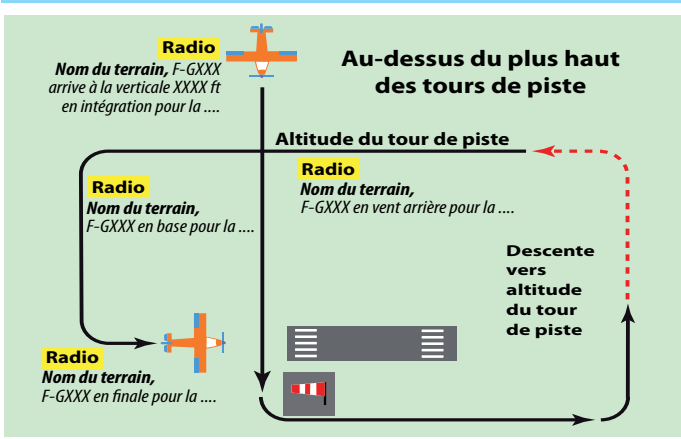 Radio
Nom du terrain, F-GXXX
arrive à la verticale XXXX ft
en intégration pour la ....
Au-dessus du plus haut
des tours de piste
Altitude du tour de piste
Radio
Nom du terrain,
F-GXXX en vent arrière pour la ....
Radio
Nom du terrain,
F-GXXX en base pour la ....
Descente
vers
altitude
du tour
de piste
Radio
Nom du terrain,
F-GXXX en finale pour la ....